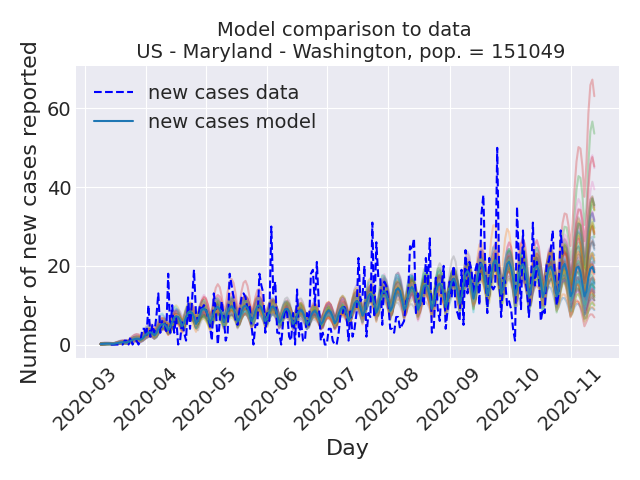 Model comparison to data
US - Maryland - Washington, pop. = 151049
Number of new cases reported
new cases data
new cases model
60
40
20
0
2020-03
2020-04
2020-05
2020-06
2020-07
2020-08
2020-09
2020-10
2020-11
Day